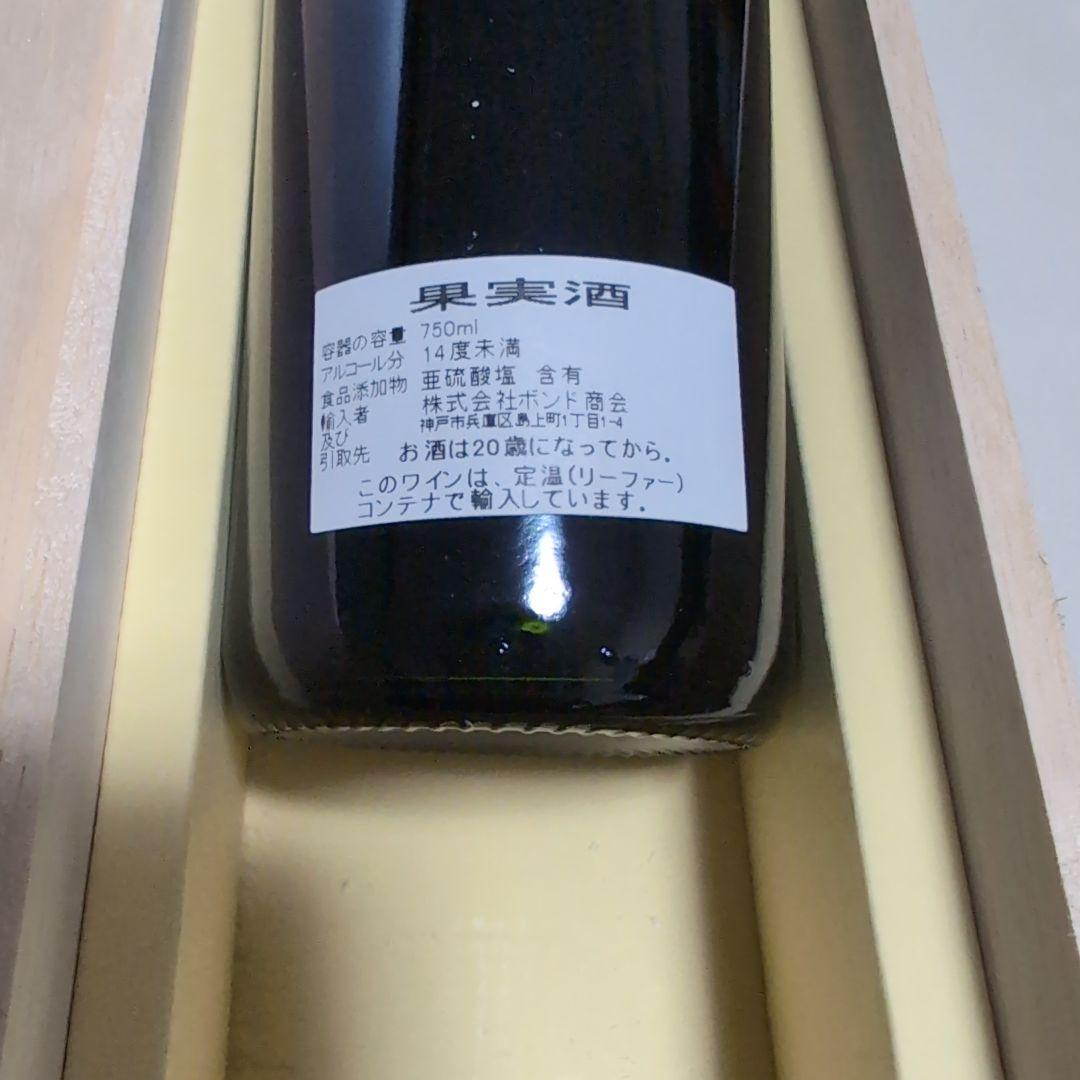 果実酒
容器の容量 750ml
アルコール分 14度未満
食品添加物 亜硫酸塩 含有
輸入者 株式会社ボンド商会
及び 神戸市兵庫区島上町1丁目1-4
引取先 お酒は20歳になってから.
このワインは、定温(リーファー)
コンテナで輸入しています.